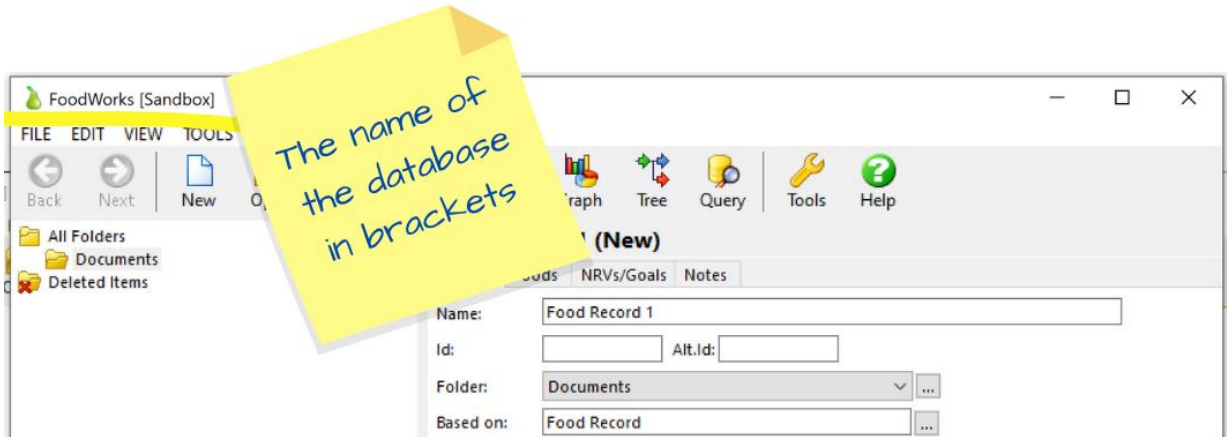 FoodWorks [Sandbox]
FILE EDIT VIEW TOOLS
The name of
the database
in brackets
Back Next New Tree Query Tools Help
All Folders
Documents
Deleted Items
(New)
NRVs/Goals Notes
Name: Food Record 1
Id: Alt.Id:
Folder: Documents ...
Based on: Food Record ...